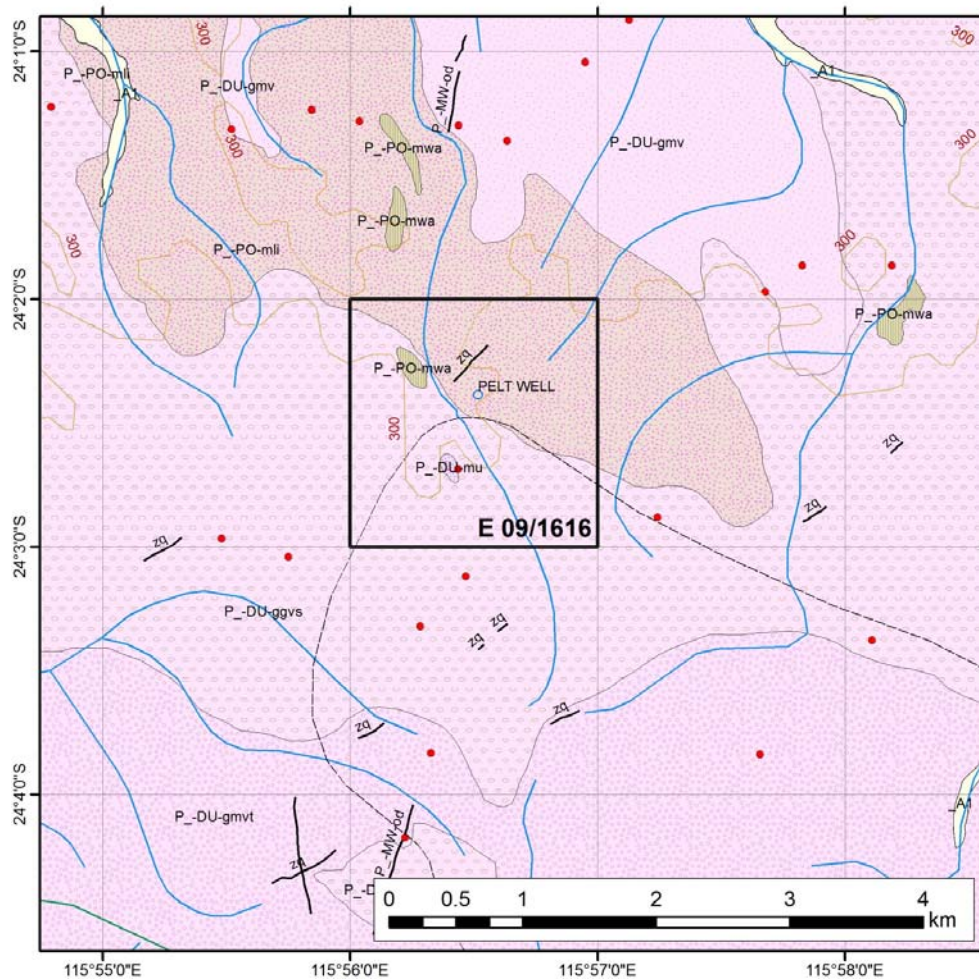 300
300
24°1'0"S
P_-PO-mli
_A1
P_-DU-gmv
P_-MW-od
_A1
300
P_-PO-mwa
P_-DU-gmv
300
P_-PO-mwa
300
P_-PO-mli
300
24°2'0"S
P_-PO-mwa
zq
P_-PO-mwa
PELT WELL
300
zq
P_-DU-mu
zq
E 09/1616
24°3'0"S
zq
P_-DU-ggvs
zq
zq
zq
zq
24°4'0"S
P_-DU-gmvt
_A1
P_-MW-od
zq
0 0.5 1 2 3 4
km
115°55'0"E 115°56'0"E 115°57'0"E 115°58'0"E